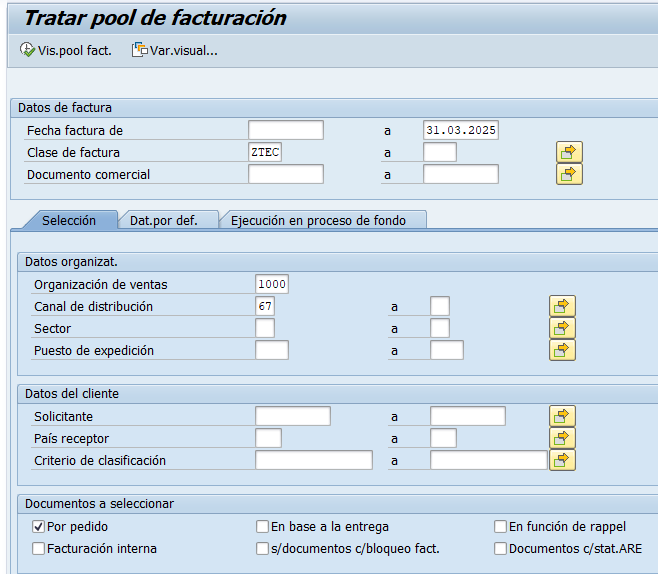 Tratar pool de facturación
Vis.pool fact. Var.visual...
Datos de factura
Fecha factura de a 31.03.2025
Clase de factura ZTEC a
Documento comercial a
Selección Dat.por def. Ejecución en proceso de fondo
Datos organizat.
Organización de ventas 1000
Canal de distribución 67 a
Sector a
Puesto de expedición a
Datos del cliente
Solicitante a
País receptor a
Criterio de clasificación a
Documentos a seleccionar
Por pedido En base a la entrega En función de rappel
Facturación interna s/documentos c/bloqueo fact. Documentos c/stat.ARE